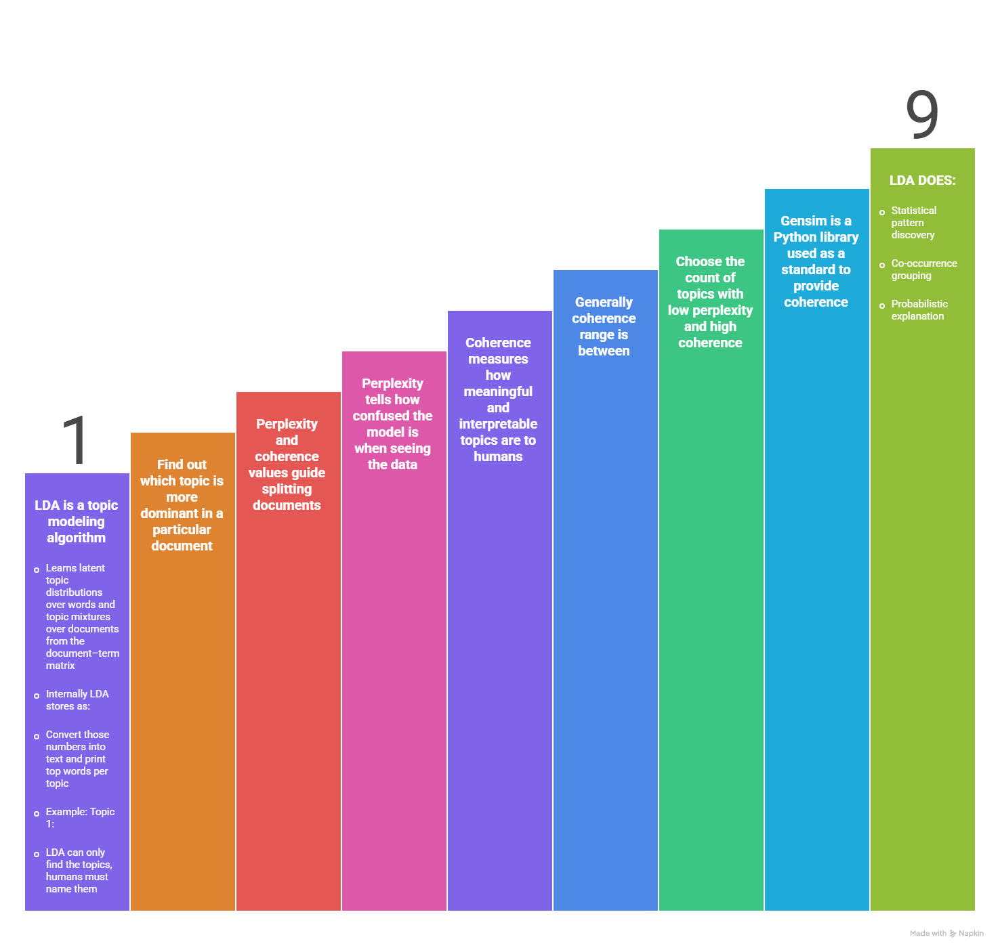 1
LDA is a topic
modeling
algorithm
Learns latent
topic
distributions
over words and
topic mixtures
over documents
from the
document–term
matrix
Internally LDA
stores as:
Convert those
numbers into
text and print
top words per
topic
Example: Topic
1:
LDA can only
find the topics,
humans must
name them
Find out
which topic is
more
dominant in a
particular
document
Perplexity
and
coherence
values guide
splitting
documents
Perplexity
tells how
confused the
model is
when seeing
the data
Coherence
measures
how
meaningful
and
interpretable
topics are to
humans
Generally
coherence
range is
between
Choose the
count of
topics with
low perplexity
and high
coherence
Gensim is a
Python library
used as a
standard to
provide
coherence
9
LDA DOES:
Statistical
pattern
discovery
Co-occurrence
grouping
Probabilistic
explanation
Made with Napkin